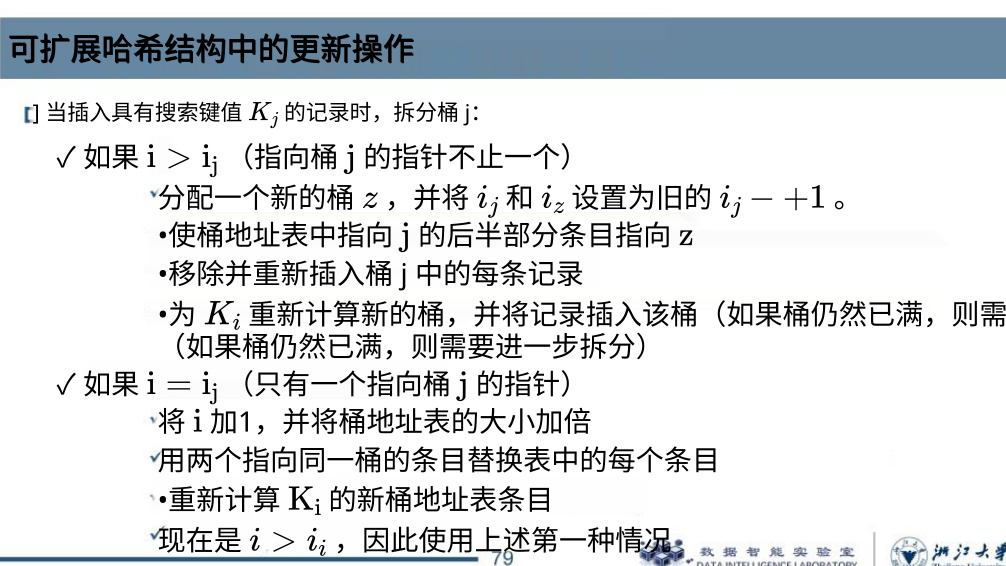 可扩展哈希结构中的更新操作
[] 当插入具有搜索键值 K_j 的记录时，拆分桶 j：
✓ 如果 i > i_j （指向桶 j 的指针不止一个）
分配一个新的桶 z ，并将 i_j 和 i_z 设置为旧的 i_j − +1 。
•使桶地址表中指向 j 的后半部分条目指向 z
•移除并重新插入桶 j 中的每条记录
•为 K_i 重新计算新的桶，并将记录插入该桶（如果桶仍然已满，则需
（如果桶仍然已满，则需要进一步拆分）
✓ 如果 i = i_j （只有一个指向桶 j 的指针）
将 i 加1，并将桶地址表的大小加倍
用两个指向同一桶的条目替换表中的每个条目
•重新计算 K_i 的新桶地址表条目
现在是 i > i_i ，因此使用上述第一种情况
79
数据智能实验室
DATA INTELLIGENCE LABORATORY
浙江大学